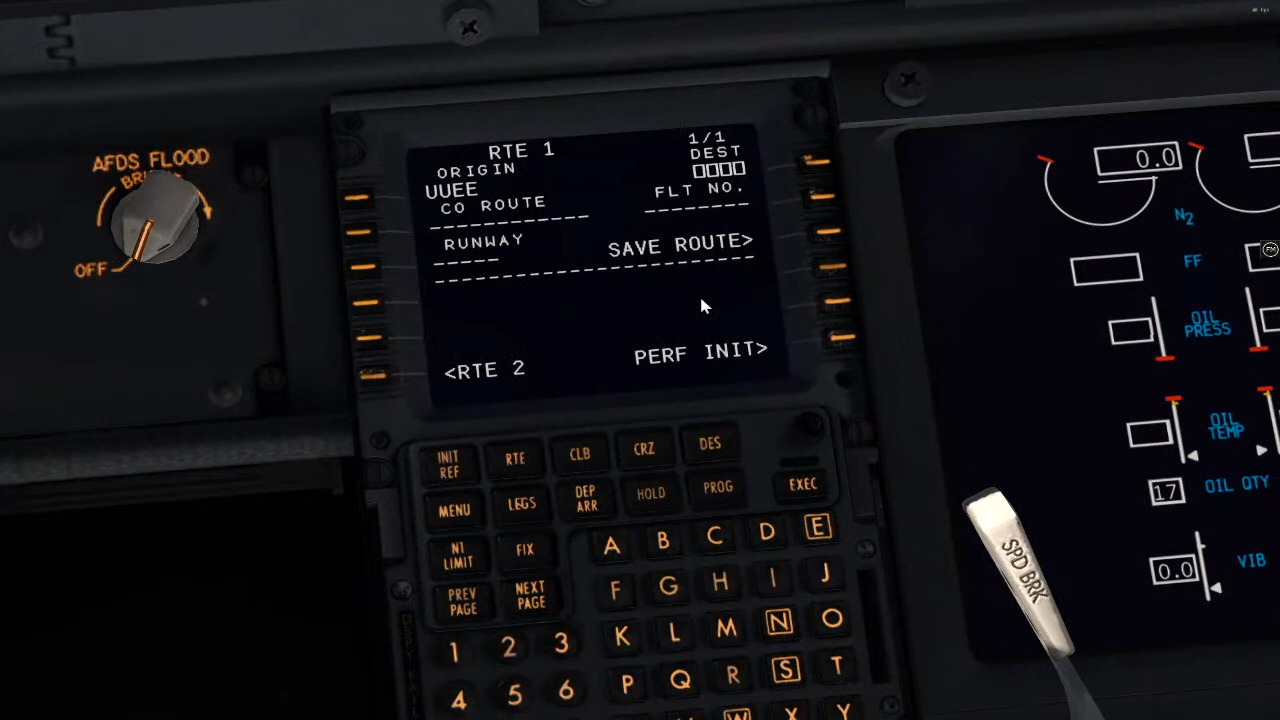 AFDS FLOOD
BRT
OFF
RTE 1
1/1
ORIGIN
DEST
UUEE
CO ROUTE
FLT NO.
RUNWAY
SAVE ROUTE>
<RTE 2
PERF INIT>
INIT REF
RTE
CLB
CRZ
DES
MENU
LEGS
DEP ARR
HOLD
PROG
EXEC
N1 LIMIT
FIX
PREV PAGE
NEXT PAGE
A B C D E
F G H I J
K L M N O
P Q R S T
W X Y
1 2 3
4 5 6
0.0
N2
FF
OIL PRESS
OIL TEMP
17
OIL QTY
0.0
VIB
SPD BRK
FM